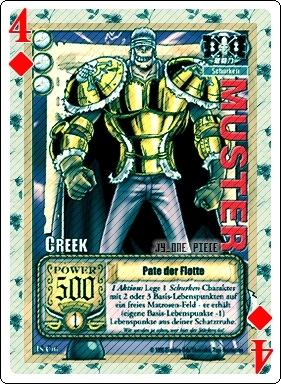 4
Schurken
MUSTER
CREEK
JY_ONE PIECE
Pate der Flotte
POWER
500
1
1 Aktion: Lege 1 Schurken Charakter
mit 2 oder 3 Basis-Lebenspunkten auf
ein freies Matrosen-Feld - er erhält
(eigene Basis-Lebenspunkte -1)
Lebenspunkte aus deiner Schatztruhe.
4